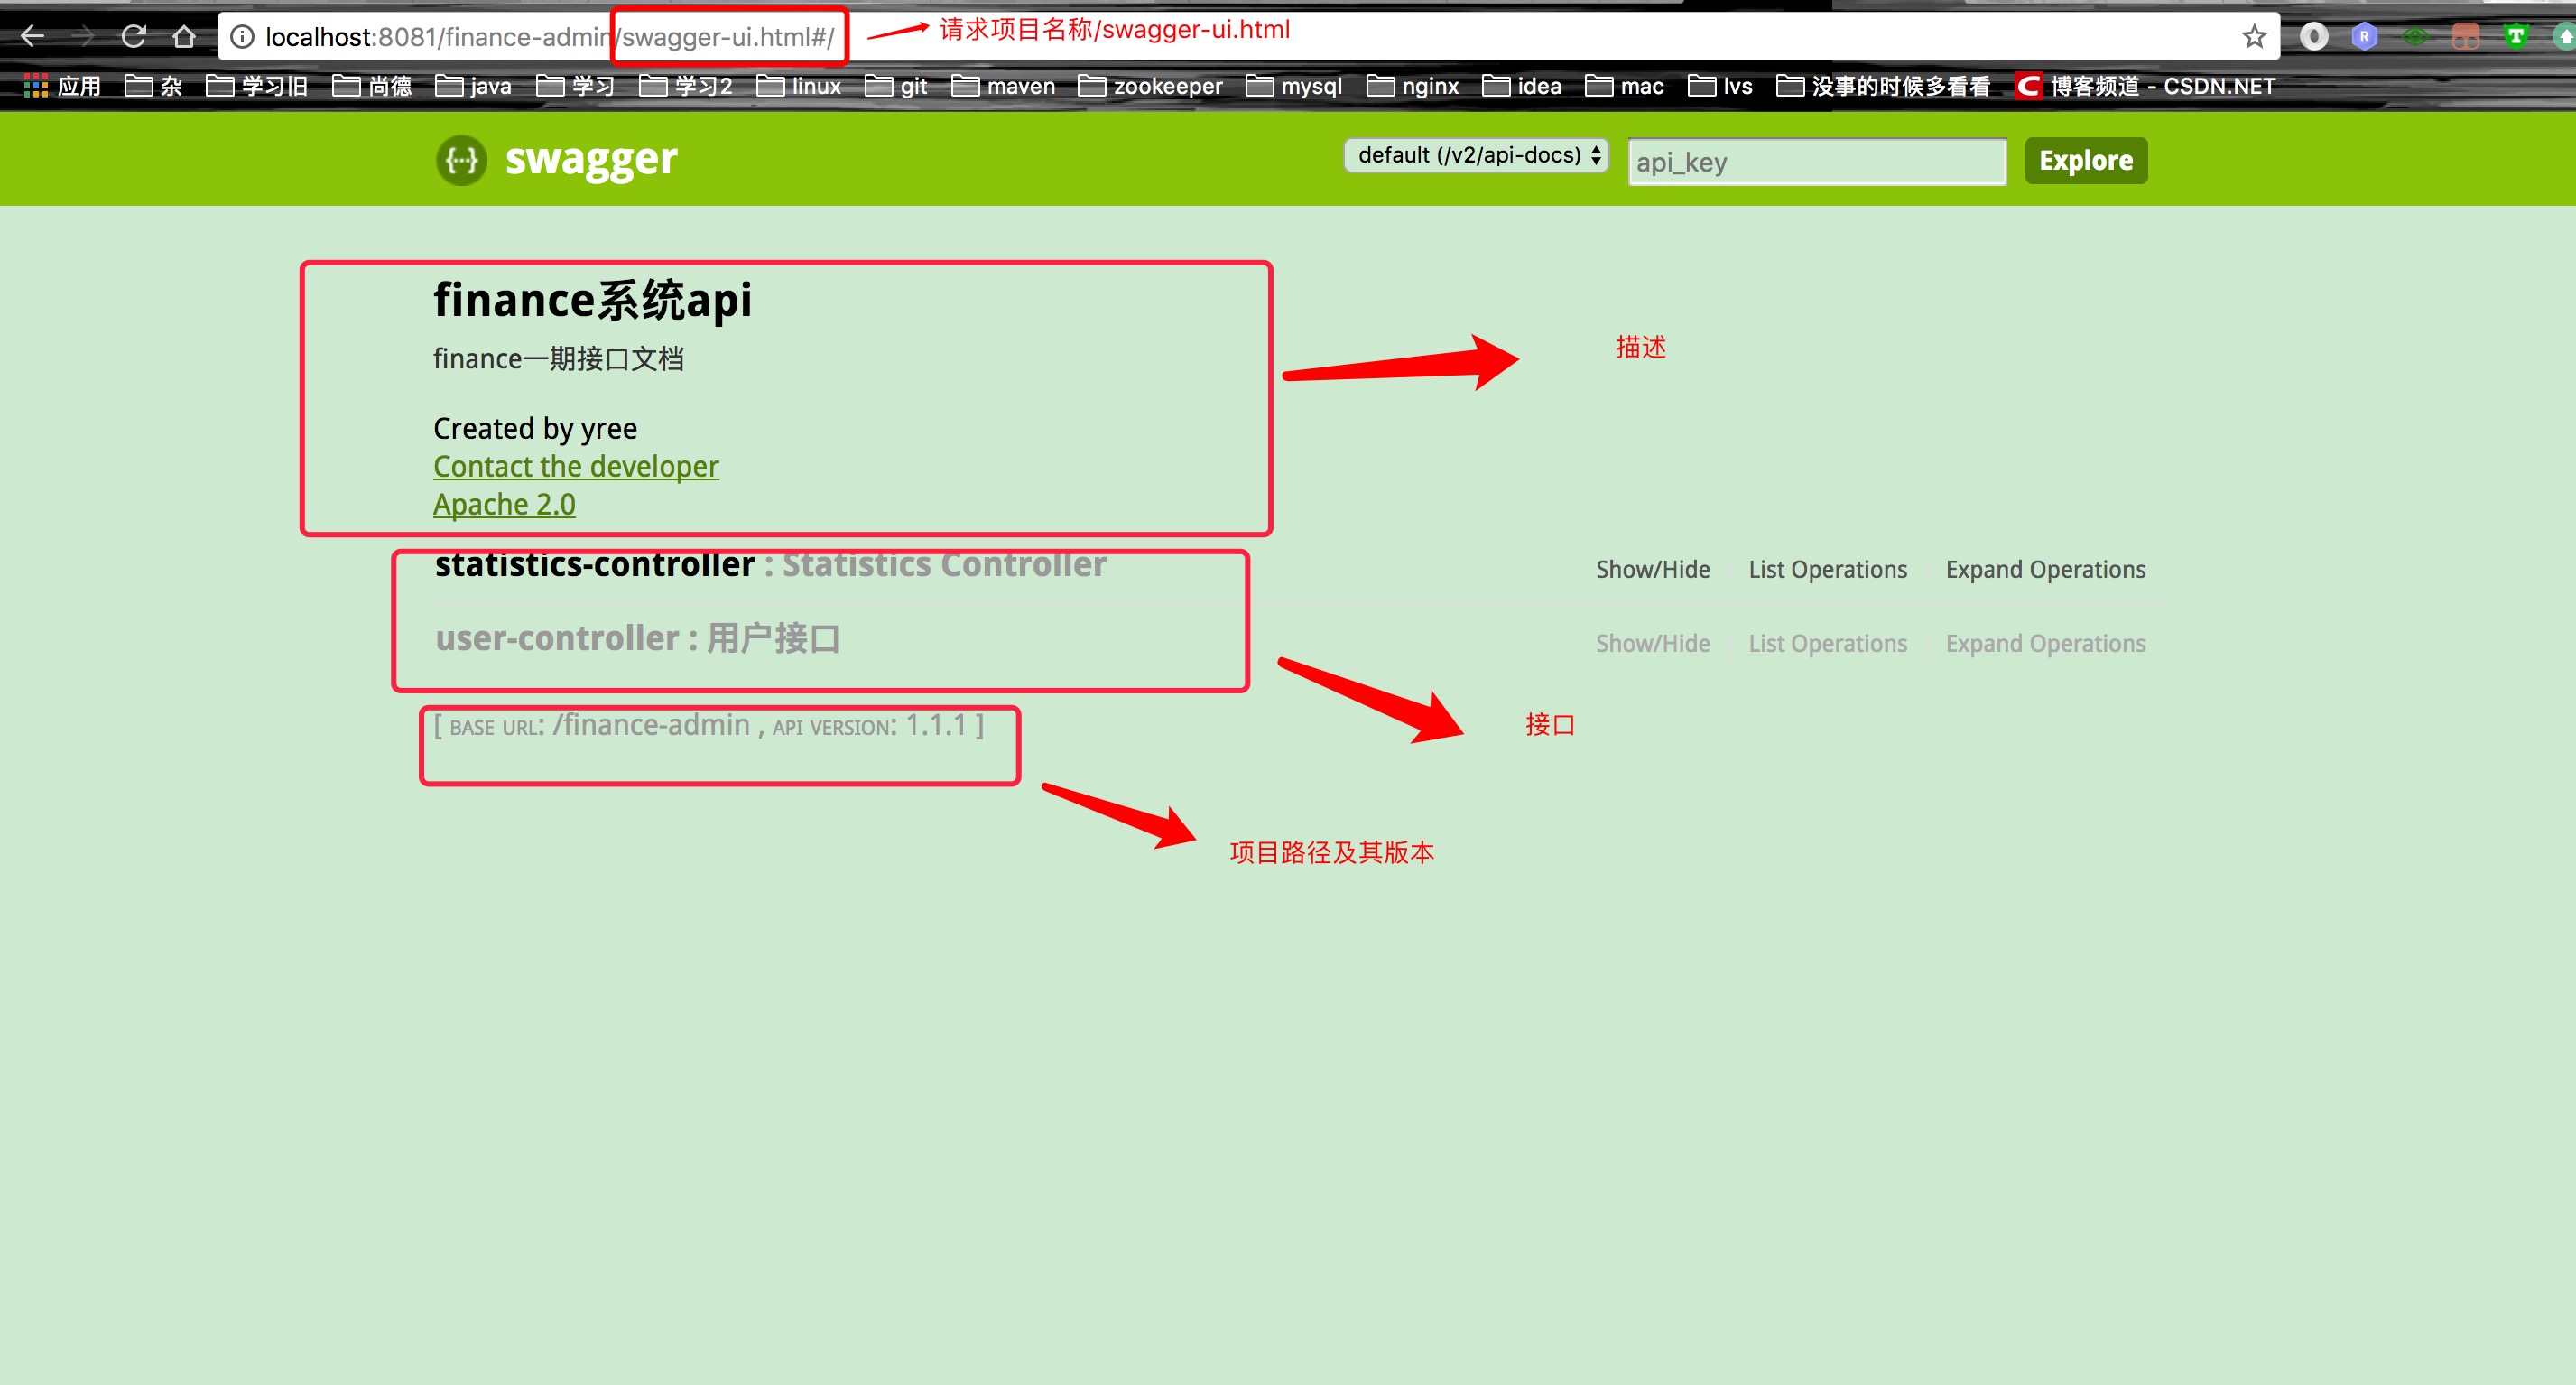 localhost:8081/finance-admin/swagger-ui.html#/
请求项目名称/swagger-ui.html
应用 杂 学习旧 尚德 java 学习 学习2 linux git maven zookeeper mysql nginx idea mac lvs 没事的时候多看看 博客频道 - CSDN.NET
{···} swagger default (/v2/api-docs) api_key Explore
finance系统api
finance一期接口文档
描述
Created by yree
Contact the developer
Apache 2.0
statistics-controller : Statistics Controller Show/Hide List Operations Expand Operations
user-controller : 用户接口 Show/Hide List Operations Expand Operations
[ BASE URL: /finance-admin , API VERSION: 1.1.1 ]
接口
项目路径及其版本